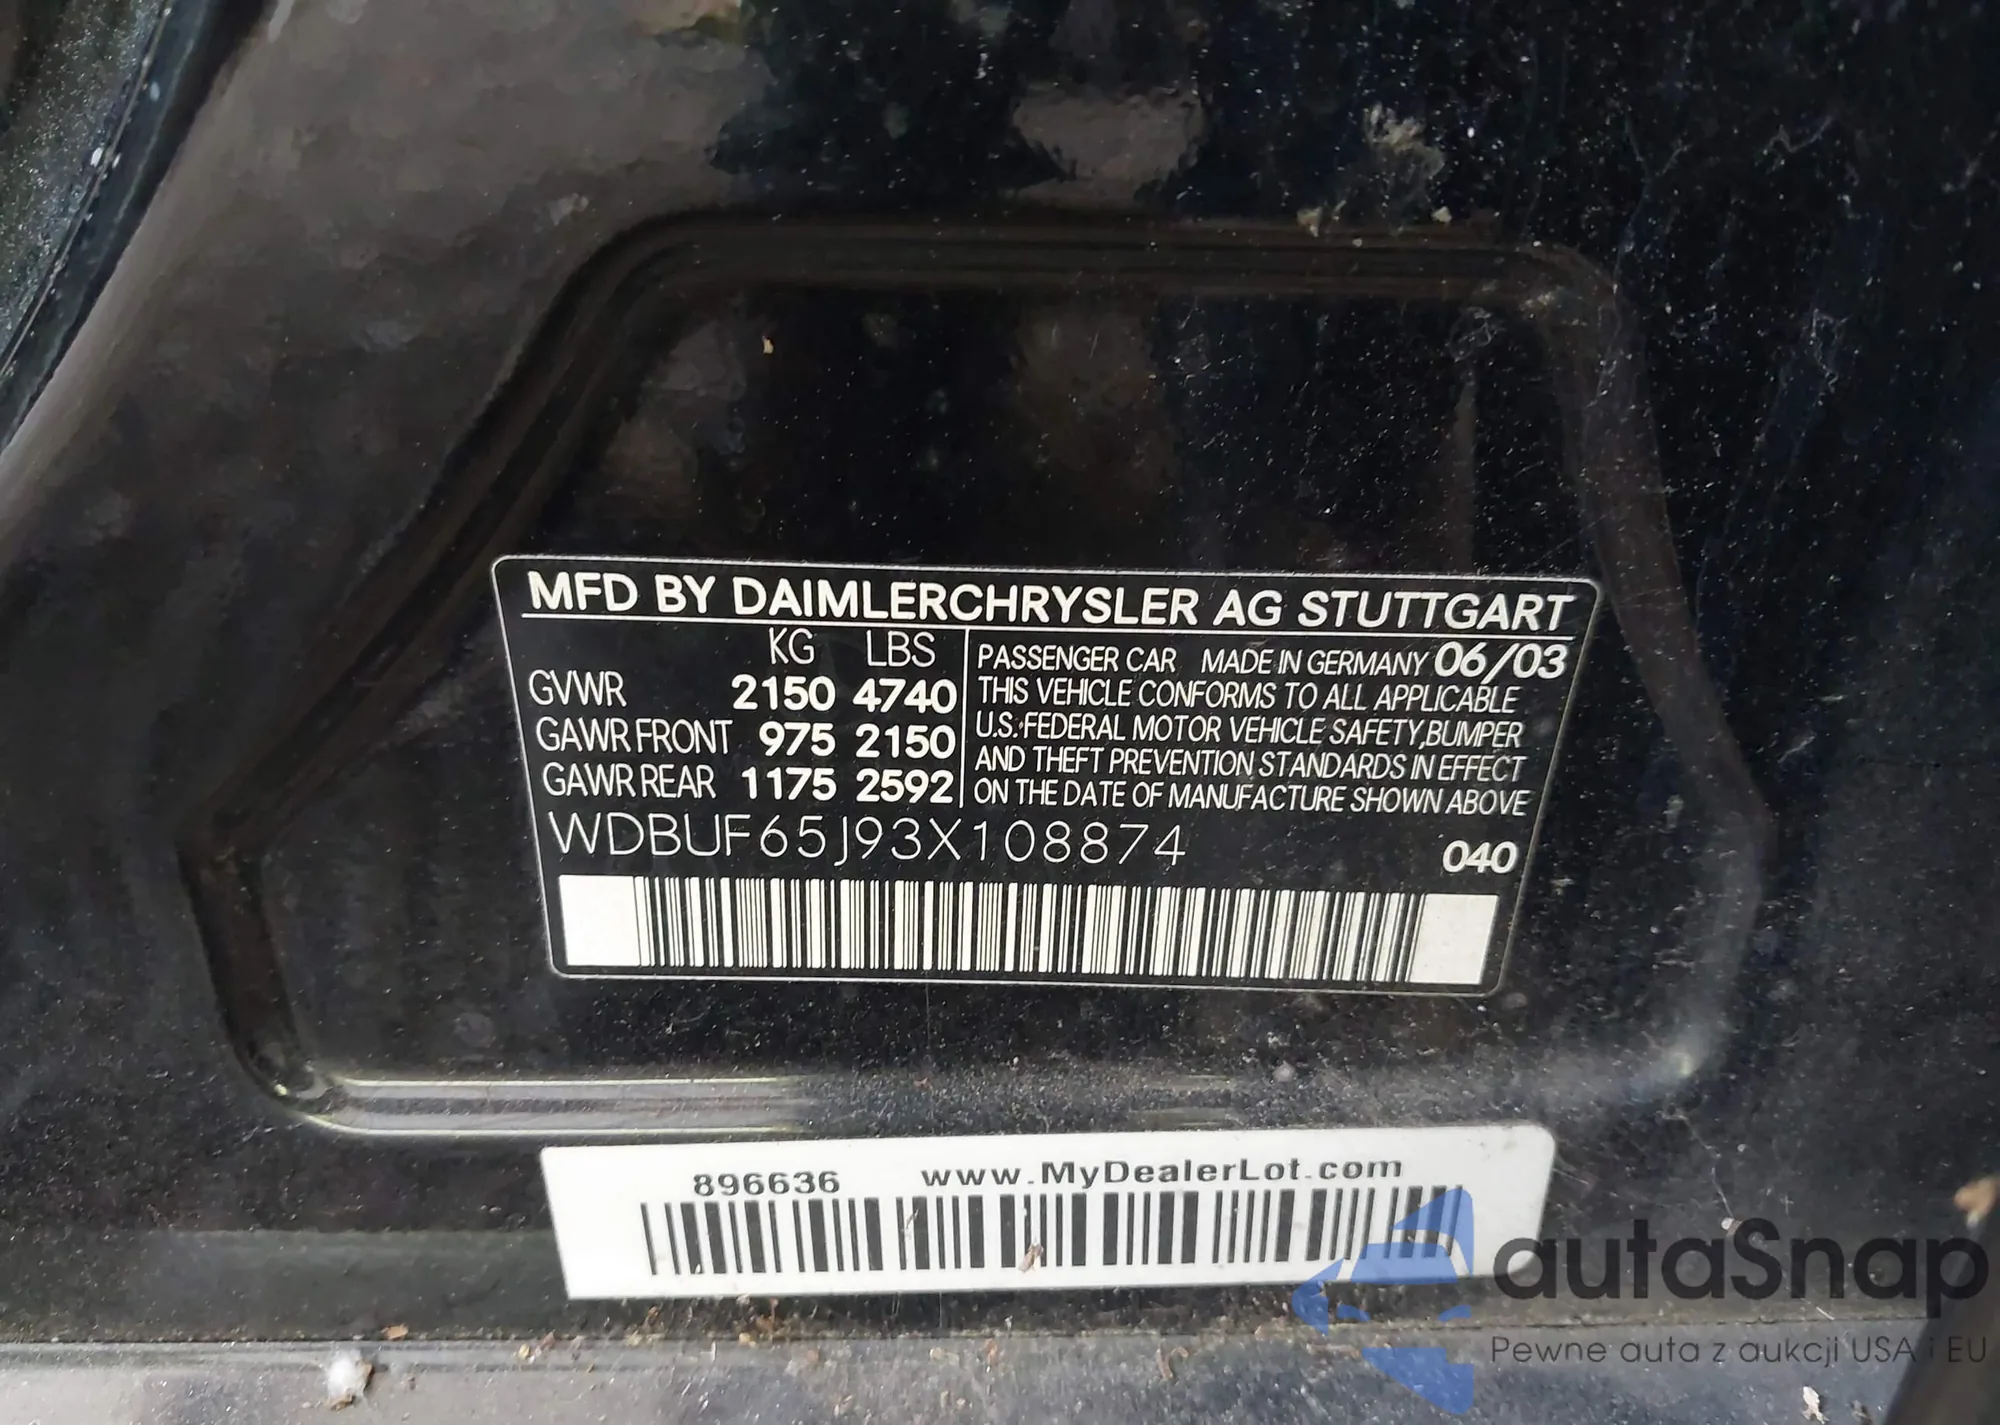 MFD BY DAIMLERCHRYSLER AG STUTTGART
KG LBS
GVWR 2150 4740
GAWR FRONT 975 2150
GAWR REAR 1175 2592
PASSENGER CAR MADE IN GERMANY 06/03
THIS VEHICLE CONFORMS TO ALL APPLICABLE
U.S. FEDERAL MOTOR VEHICLE SAFETY, BUMPER
AND THEFT PREVENTION STANDARDS IN EFFECT
ON THE DATE OF MANUFACTURE SHOWN ABOVE
WDBUF65J93X108874
040
896636 www.MyDealerLot.com
autaSnap
Pewne auta z aukcji USA i EU